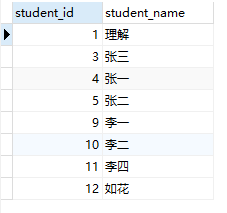 student_id student_name
1 理解
3 张三
4 张一
5 张二
9 李一
10 李二
11 李四
12 如花